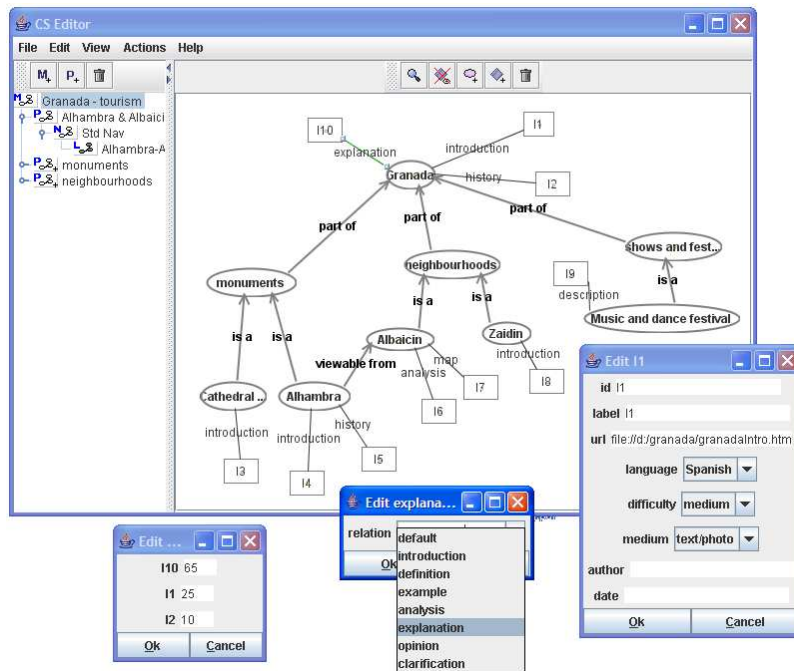 CS Editor
File Edit View Actions Help
M+ P+
Granada - tourism
Alhambra & Albaici
Std Nav
Alhambra-A
monuments
neighbourhoods
I10
explanation
I1
introduction
Granada
history
I2
part of
part of
part of
shows and fest...
neighbourhoods
monuments
is a
I9
description
Music and dance festival
is a
is a
is a
is a
Albaicin
Zaidin
viewable from
analysis
map
introduction
I6
I7
I8
Cathedral ..
Alhambra
introduction
introduction
history
I3
I4
I5
Edit I1
id I1
label I1
url file://d:/granada/granadaIntro.htm
language Spanish
difficulty medium
medium text/photo
author
date
Ok Cancel
Edit explana...
relation
default
Ok
introduction
definition
example
analysis
explanation
opinion
clarification
Edit ...
I10 65
I1 25
I2 10
Ok Cancel